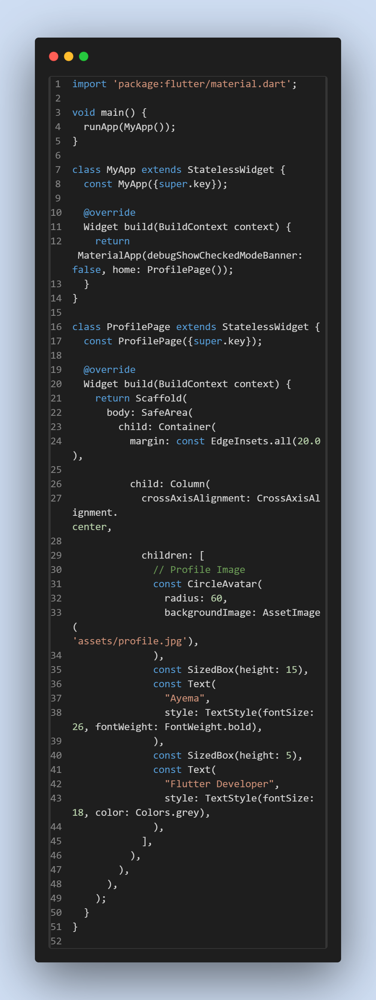 1 import 'package:flutter/material.dart';
2
3 void main() {
4   runApp(MyApp());
5 }
6
7 class MyApp extends StatelessWidget {
8   const MyApp({super.key});
9
10   @override
11   Widget build(BuildContext context) {
12     return
 MaterialApp(debugShowCheckedModeBanner:
false, home: ProfilePage());
13   }
14 }
15
16 class ProfilePage extends StatelessWidget {
17   const ProfilePage({super.key});
18
19   @override
20   Widget build(BuildContext context) {
21     return Scaffold(
22       body: SafeArea(
23         child: Container(
24           margin: const EdgeInsets.all(20.0
),
25
26           child: Column(
27             crossAxisAlignment: CrossAxisAl
ignment.
center,
28
29             children: [
30               // Profile Image
31               const CircleAvatar(
32                 radius: 60,
33                 backgroundImage: AssetImage
(
'assets/profile.jpg'),
34               ),
35               const SizedBox(height: 15),
36               const Text(
37                 "Ayema",
38                 style: TextStyle(fontSize:
26, fontWeight: FontWeight.bold),
39               ),
40               const SizedBox(height: 5),
41               const Text(
42                 "Flutter Developer",
43                 style: TextStyle(fontSize:
18, color: Colors.grey),
44               ),
45             ],
46           ),
47         ),
48       ),
49     );
50   }
51 }
52